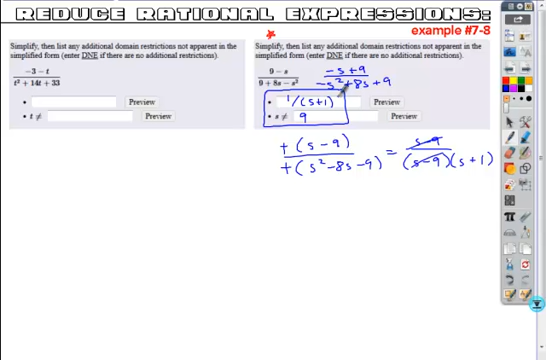 REDUCE RATIONAL EXPRESSIONS:
example #7-8
Simplify, then list any additional domain restrictions not apparent in the
simplified form (enter DNE if there are no additional restrictions).
−3 − t
t² + 14t + 33
Preview
t ≠ Preview
Simplify, then list any additional domain restrictions not apparent in the
simplified form (enter DNE if there are no additional restrictions).
9 − s
9 + 8s − s²
-s+9
-s²+8s+9
1/(s+1) Preview
s ≠ 9 Preview
+(s-9) = s-9
+(s²-8s-9) (s-9)(s+1)